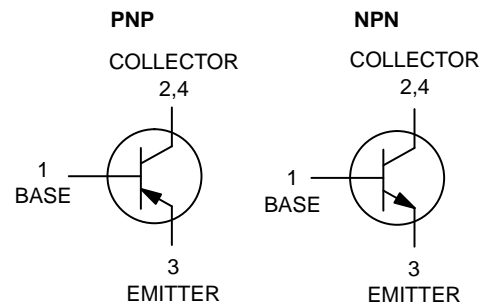 PNP
COLLECTOR
2,4
1
BASE
3
EMITTER
NPN
COLLECTOR
2,4
1
BASE
3
EMITTER